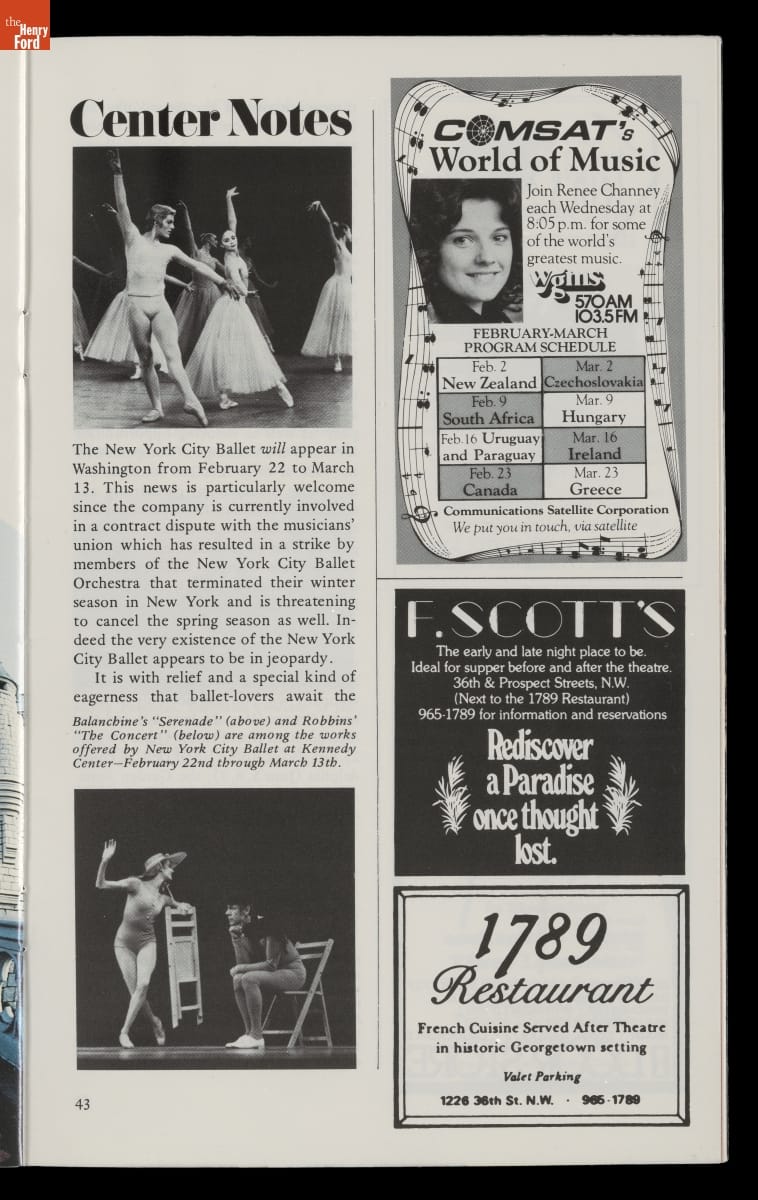 the
Henry
Ford
Center Notes
The New York City Ballet will appear in
Washington from February 22 to March
13. This news is particularly welcome
since the company is currently involved
in a contract dispute with the musicians'
union which has resulted in a strike by
members of the New York City Ballet
Orchestra that terminated their winter
season in New York and is threatening
to cancel the spring season as well. In-
deed the very existence of the New York
City Ballet appears to be in jeopardy.
It is with relief and a special kind of
eagerness that ballet-lovers await the
Balanchine's "Serenade" (above) and Robbins'
"The Concert" (below) are among the works
offered by New York City Ballet at Kennedy
Center—February 22nd through March 13th.
43
COMSAT's
World of Music
Join Renee Channey
each Wednesday at
8:05 p.m. for some
of the world's
greatest music.
wgms
570 AM
103.5 FM
FEBRUARY-MARCH
PROGRAM SCHEDULE
Feb. 2 Mar. 2
New Zealand Czechoslovakia
Feb. 9 Mar. 9
South Africa Hungary
Feb. 16 Uruguay Mar. 16
and Paraguay Ireland
Feb. 23 Mar. 23
Canada Greece
Communications Satellite Corporation
We put you in touch, via satellite
F. SCOTT'S
The early and late night place to be.
Ideal for supper before and after the theatre.
36th & Prospect Streets, N.W.
(Next to the 1789 Restaurant)
965-1789 for information and reservations
Rediscover
a Paradise
once thought
lost.
1789
Restaurant
French Cuisine Served After Theatre
in historic Georgetown setting
Valet Parking
1226 36th St. N.W. · 965-1789